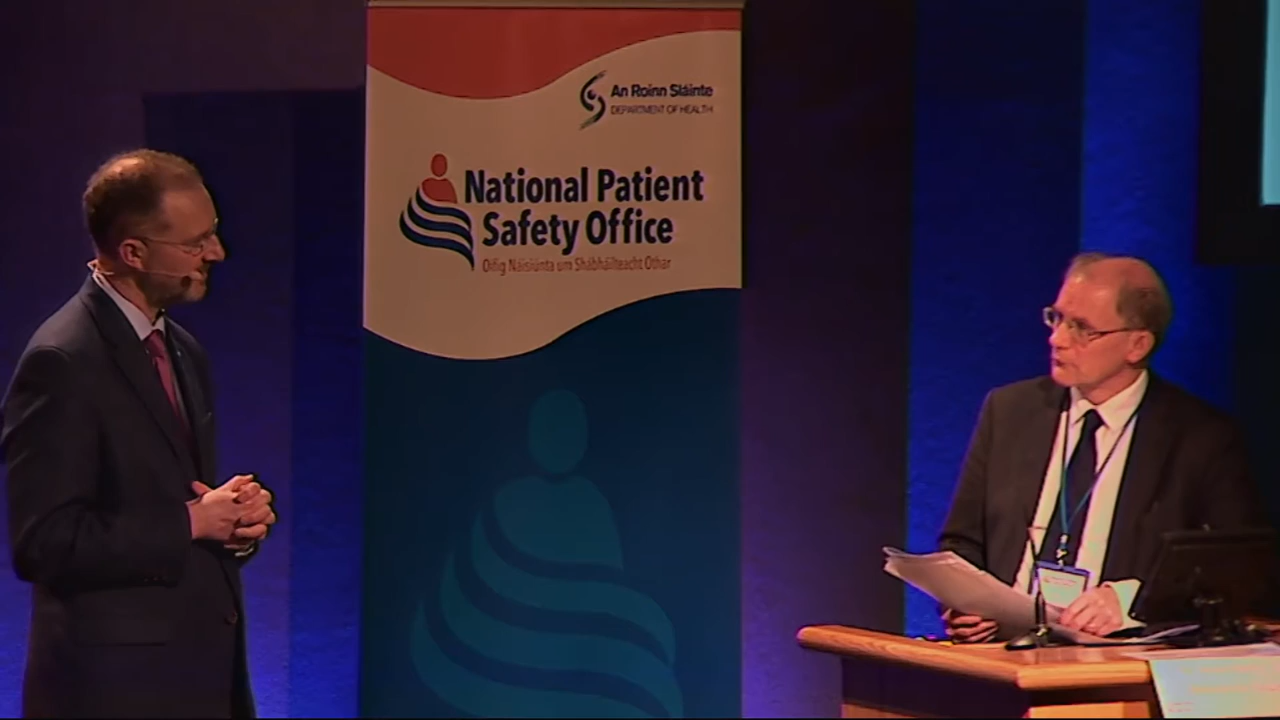 An Roinn Sláinte
DEPARTMENT OF HEALTH
National Patient
Safety Office
Oifig Náisiúnta um Shábháilteacht Othar